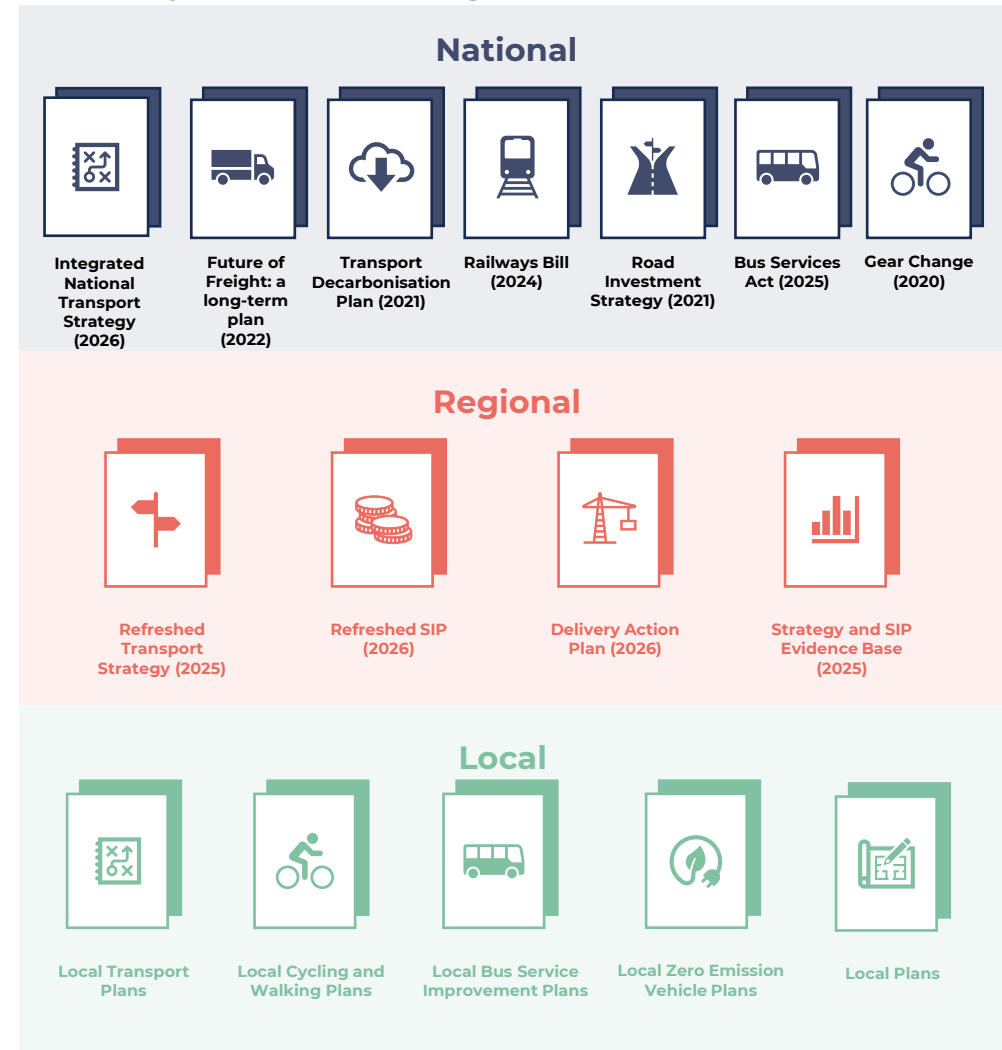 National
Integrated
National
Transport
Strategy
(2026)
Future of
Freight: a
long-term
plan
(2022)
Transport
Decarbonisation
Plan (2021)
Railways Bill
(2024)
Road
Investment
Strategy (2021)
Bus Services
Act (2025)
Gear Change
(2020)
Regional
Refreshed
Transport
Strategy (2025)
Refreshed SIP
(2026)
Delivery Action
Plan (2026)
Strategy and SIP
Evidence Base
(2025)
Local
Local Transport
Plans
Local Cycling and
Walking Plans
Local Bus Service
Improvement Plans
Local Zero Emission
Vehicle Plans
Local Plans